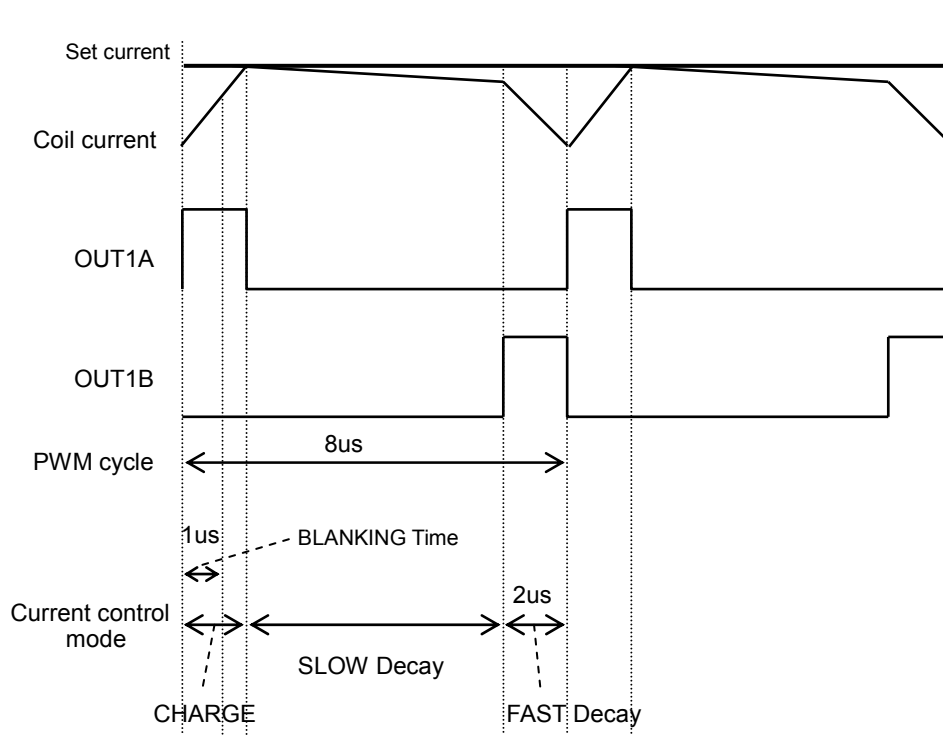 Set current
Coil current
OUT1A
OUT1B
8us
PWM cycle
1us
BLANKING Time
2us
Current control
mode
SLOW Decay
CHARGE
FAST Decay